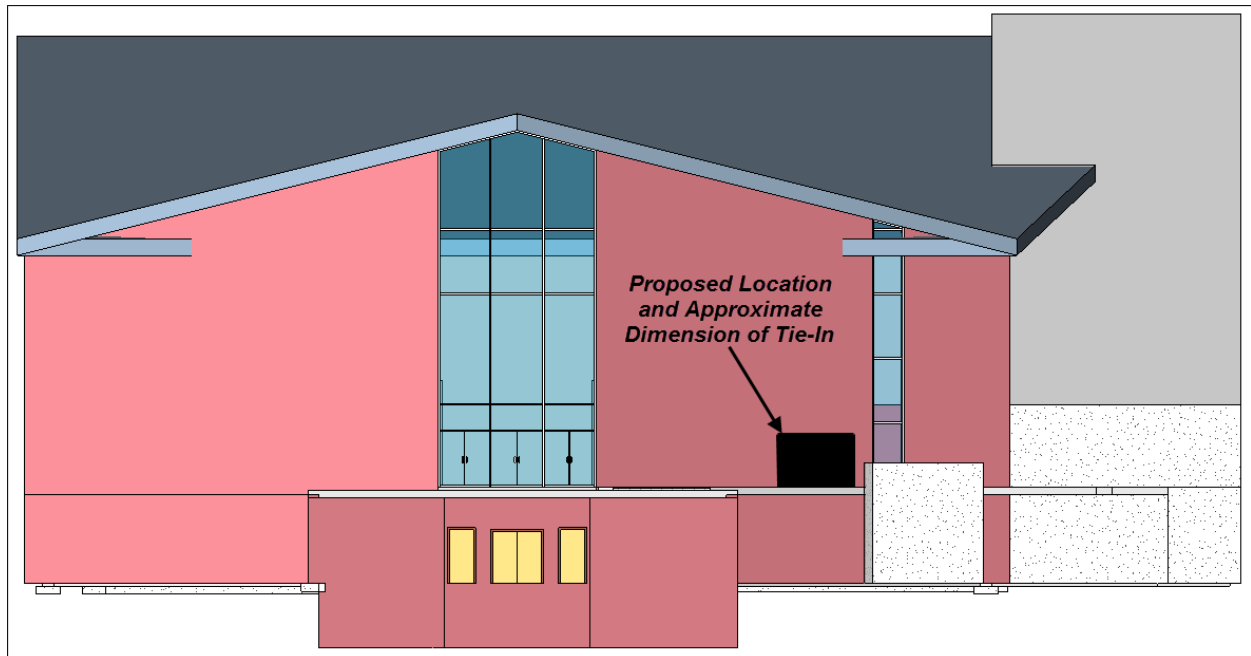 Proposed Location
and Approximate
Dimension of Tie-In